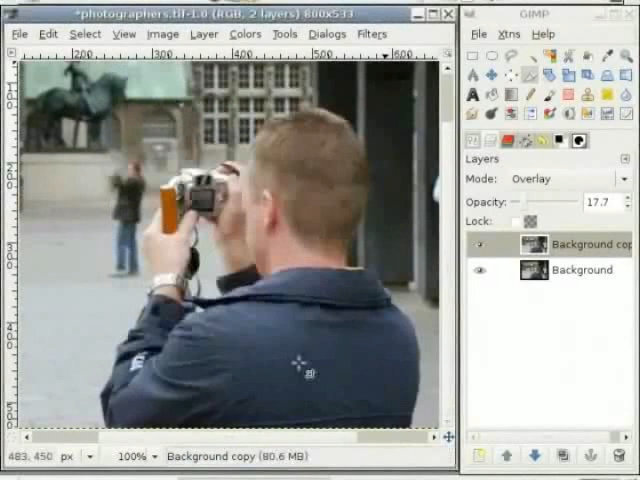 *photographers.tif-1.0 (RGB, 2 layers) 800x533
File Edit Select View Image Layer Colors Tools Dialogs Filters
200 300 400 500 600
483, 450 px 100% Background copy (80.6 MB)
GIMP
File Xtns Help
Layers
Mode: Overlay
Opacity: 17.7
Lock:
Background cop
Background